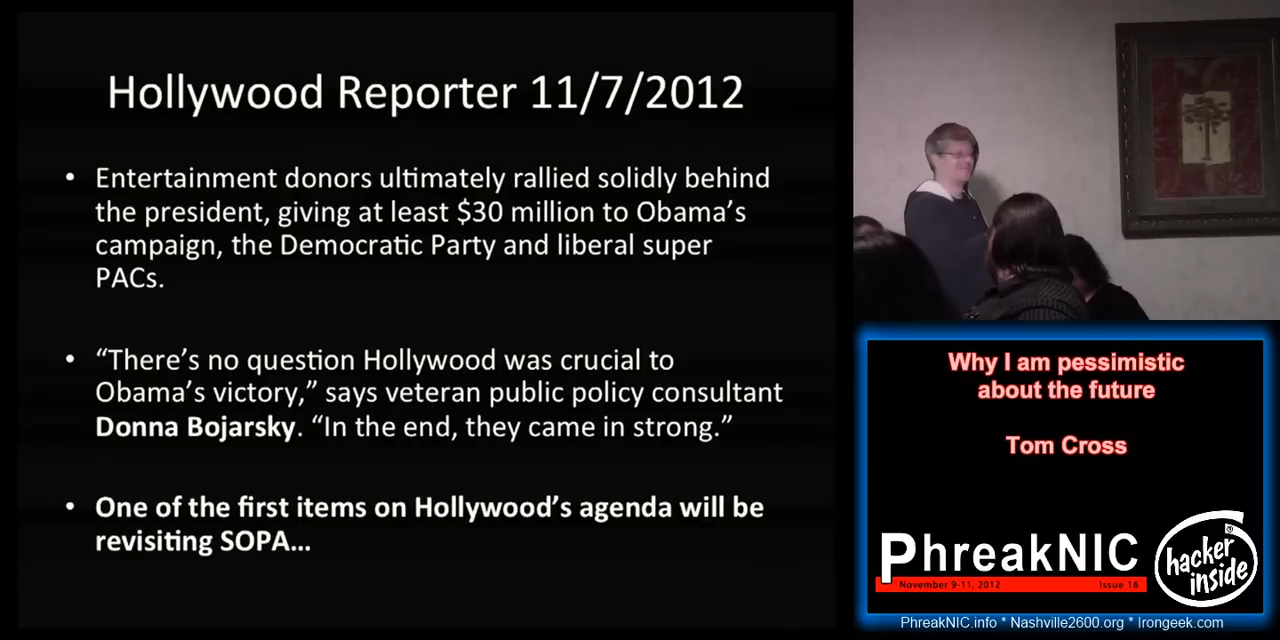 Hollywood Reporter 11/7/2012
• Entertainment donors ultimately rallied solidly behind
the president, giving at least $30 million to Obama’s
campaign, the Democratic Party and liberal super
PACs.
• “There’s no question Hollywood was crucial to
Obama’s victory,” says veteran public policy consultant
Donna Bojarsky. “In the end, they came in strong.”
• One of the first items on Hollywood’s agenda will be
revisiting SOPA…
Why I am pessimistic
about the future
Tom Cross
PhreakNIC
November 9-11, 2012 Issue 16
hacker
inside
PhreakNIC.info * Nashville2600.org * Irongeek.com